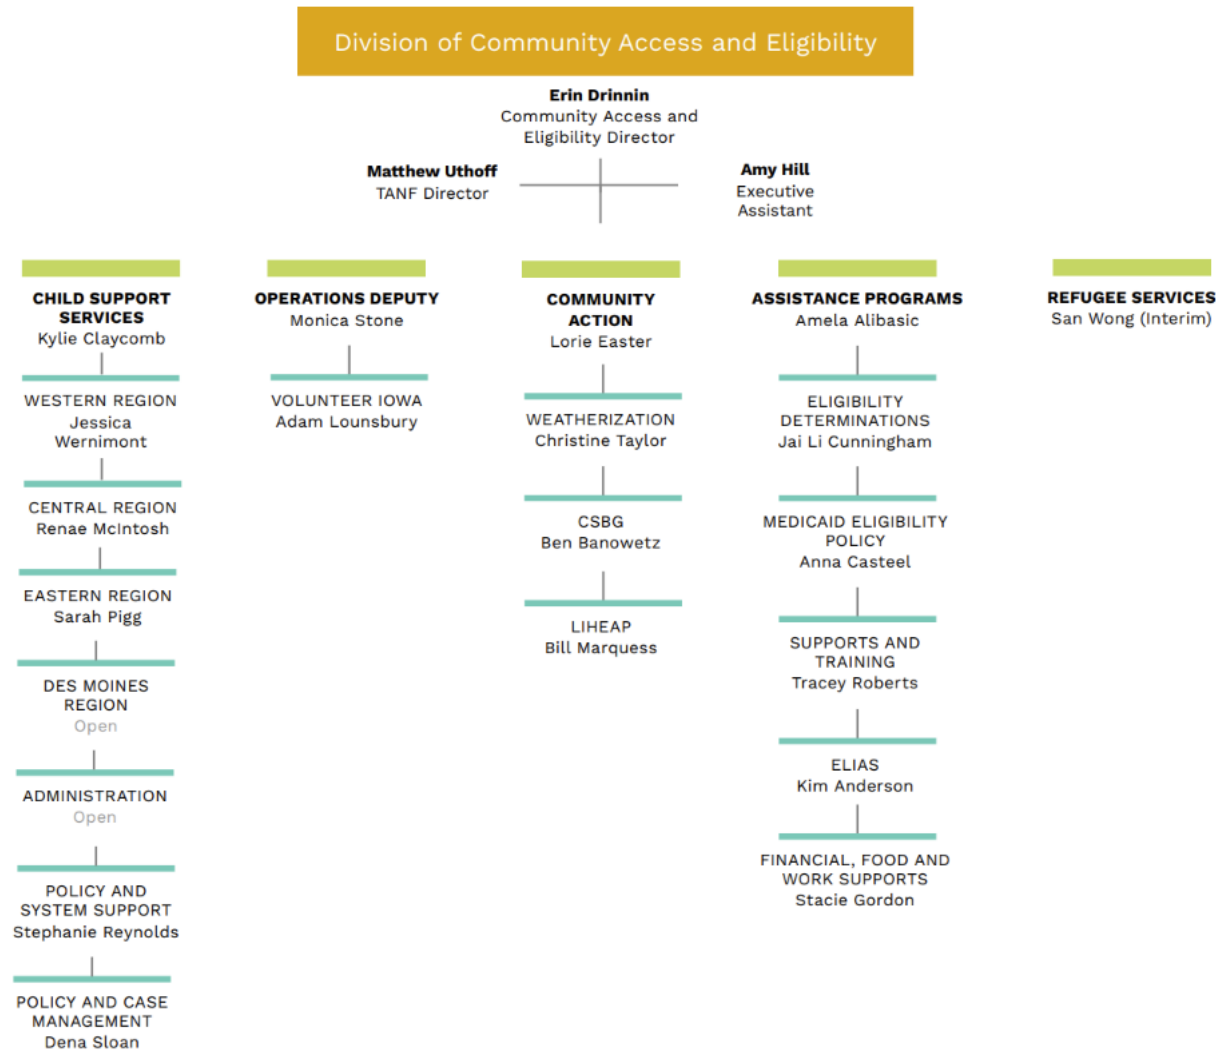 Division of Community Access and Eligibility
Erin Drinnin
Community Access and
Eligibility Director
Matthew Uthoff
TANF Director
Amy Hill
Executive
Assistant
CHILD SUPPORT
SERVICES
Kylie Claycomb
WESTERN REGION
Jessica
Wernimont
CENTRAL REGION
Renae McIntosh
EASTERN REGION
Sarah Pigg
DES MOINES
REGION
Open
ADMINISTRATION
Open
POLICY AND
SYSTEM SUPPORT
Stephanie Reynolds
POLICY AND CASE
MANAGEMENT
Dena Sloan
OPERATIONS DEPUTY
Monica Stone
VOLUNTEER IOWA
Adam Lounsbury
COMMUNITY
ACTION
Lorie Easter
WEATHERIZATION
Christine Taylor
CSBG
Ben Banowetz
LIHEAP
Bill Marquess
ASSISTANCE PROGRAMS
Amela Alibasic
ELIGIBILITY
DETERMINATIONS
Jai Li Cunningham
MEDICAID ELIGIBILITY
POLICY
Anna Casteel
SUPPORTS AND
TRAINING
Tracey Roberts
ELIAS
Kim Anderson
FINANCIAL, FOOD AND
WORK SUPPORTS
Stacie Gordon
REFUGEE SERVICES
San Wong (Interim)